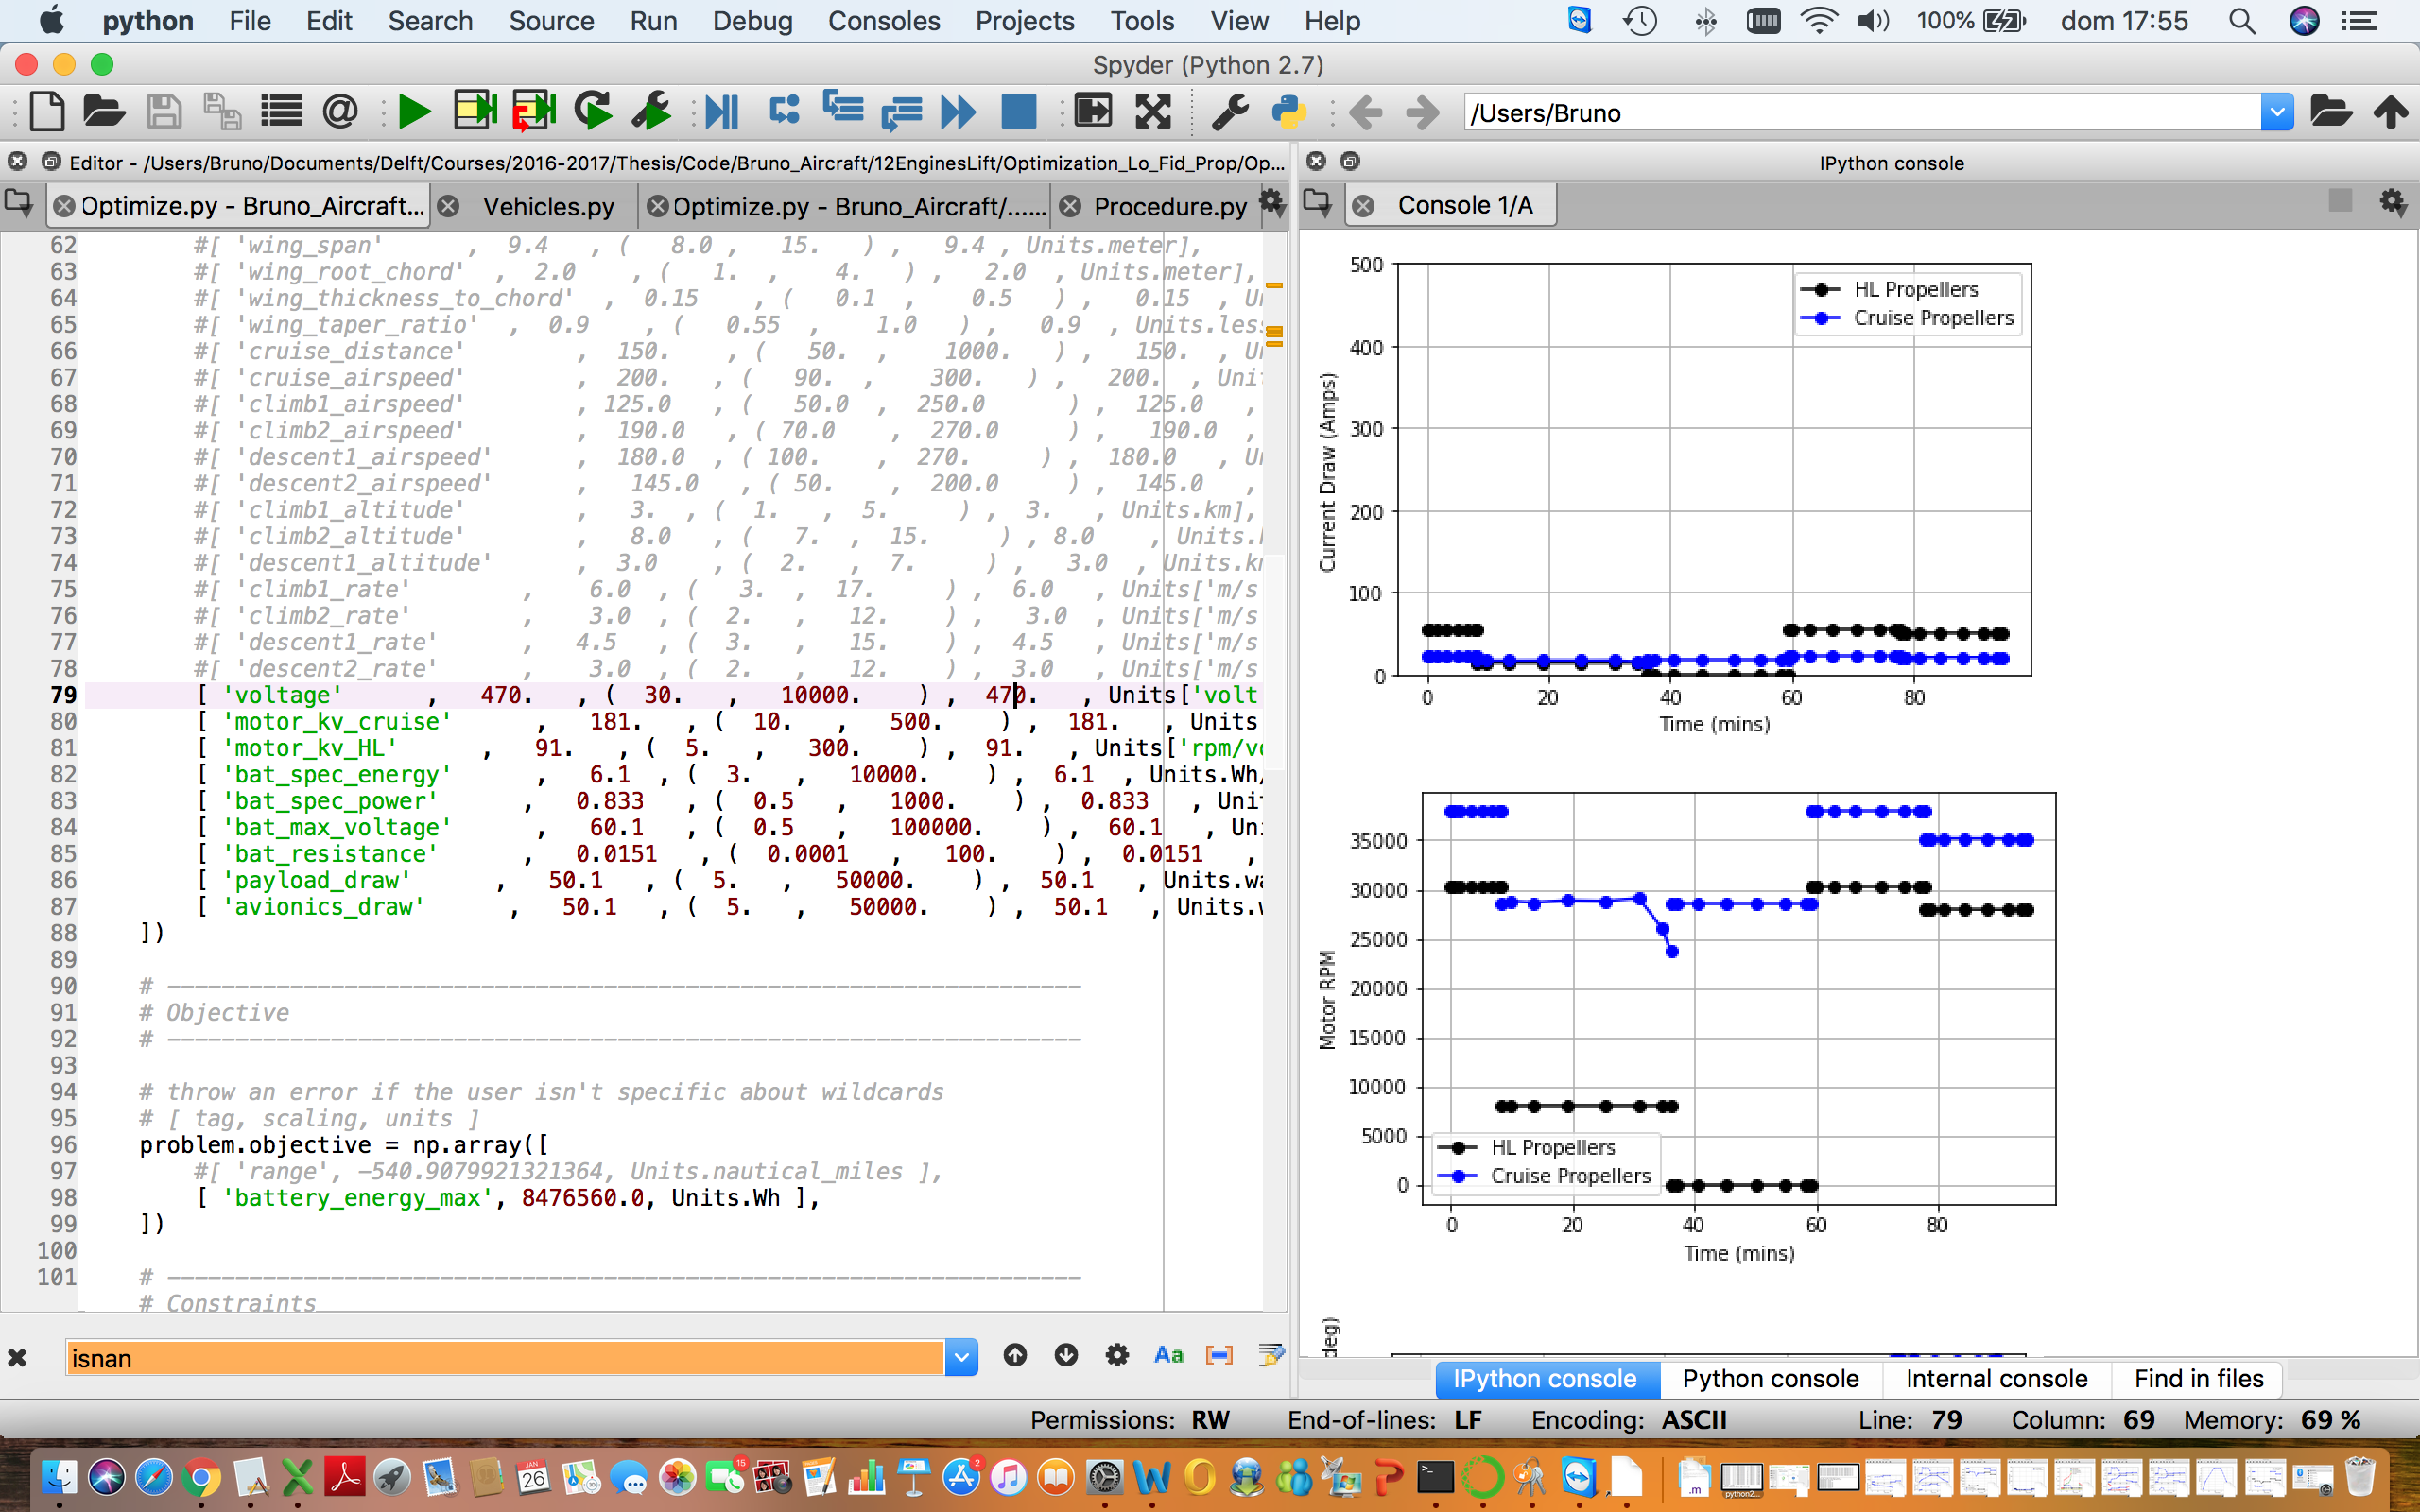 python File Edit Search Source Run Debug Consoles Projects Tools View Help 100% dom 17:55
Spyder (Python 2.7)
/Users/Bruno
Editor - /Users/Bruno/Documents/Delft/Courses/2016-2017/Thesis/Code/Bruno_Aircraft/12EnginesLift/Optimization_Lo_Fid_Prop/Op...
Optimize.py - Bruno_Aircraft... Vehicles.py Optimize.py - Bruno_Aircraft/...... Procedure.py
62 #[ 'wing_span' , 9.4 , ( 8.0 , 15. ) , 9.4 , Units.meter],
63 #[ 'wing_root_chord' , 2.0 , ( 1. , 4. ) , 2.0 , Units.meter],
64 #[ 'wing_thickness_to_chord' , 0.15 , ( 0.1 , 0.5 ) , 0.15 ,
65 #[ 'wing_taper_ratio' , 0.9 , ( 0.55 , 1.0 ) , 0.9 , Units.les
66 #[ 'cruise_distance' , 150. , ( 50. , 1000. ) , 150. ,
67 #[ 'cruise_airspeed' , 200. , ( 90. , 300. ) , 200. , Uni
68 #[ 'climb1_airspeed' , 125.0 , ( 50.0 , 250.0 ) , 125.0 ,
69 #[ 'climb2_airspeed' , 190.0 , ( 70.0 , 270.0 ) , 190.0 ,
70 #[ 'descent1_airspeed' , 180.0 , ( 100. , 270. ) , 180.0 ,
71 #[ 'descent2_airspeed' , 145.0 , ( 50. , 200.0 ) , 145.0 ,
72 #[ 'climb1_altitude' , 3. , ( 1. , 5. ) , 3. , Units.km],
73 #[ 'climb2_altitude' , 8.0 , ( 7. , 15. ) , 8.0 , Units.
74 #[ 'descent1_altitude' , 3.0 , ( 2. , 7. ) , 3.0 , Units.k
75 #[ 'climb1_rate' , 6.0 , ( 3. , 17. ) , 6.0 , Units['m/s
76 #[ 'climb2_rate' , 3.0 , ( 2. , 12. ) , 3.0 , Units['m/s
77 #[ 'descent1_rate' , 4.5 , ( 3. , 15. ) , 4.5 , Units['m/s
78 #[ 'descent2_rate' , 3.0 , ( 2. , 12. ) , 3.0 , Units['m/s
79 [ 'voltage' , 470. , ( 30. , 10000. ) , 470. , Units['volt
80 [ 'motor_kv_cruise' , 181. , ( 10. , 500. ) , 181. , Units
81 [ 'motor_kv_HL' , 91. , ( 5. , 300. ) , 91. , Units['rpm/v
82 [ 'bat_spec_energy' , 6.1 , ( 3. , 10000. ) , 6.1 , Units.Wh/
83 [ 'bat_spec_power' , 0.833 , ( 0.5 , 1000. ) , 0.833 , Uni
84 [ 'bat_max_voltage' , 60.1 , ( 0.5 , 100000. ) , 60.1 , Un
85 [ 'bat_resistance' , 0.0151 , ( 0.0001 , 100. ) , 0.0151 ,
86 [ 'payload_draw' , 50.1 , ( 5. , 50000. ) , 50.1 , Units.w
87 [ 'avionics_draw' , 50.1 , ( 5. , 50000. ) , 50.1 , Units.
88 ])
89
90 # -------------------------------------------------------------------
91 # Objective
92 # -------------------------------------------------------------------
93
94 # throw an error if the user isn't specific about wildcards
95 # [ tag, scaling, units ]
96 problem.objective = np.array([
97 #[ 'range', -540.9079921321364, Units.nautical_miles ],
98 [ 'battery_energy_max', 8476560.0, Units.Wh ],
99 ])
100
101 # -------------------------------------------------------------------
# Constraints
isnan
Aa
IPython console
Console 1/A
500
400
300
200
100
0
Current Draw (Amps)
HL Propellers
Cruise Propellers
0 20 40 60 80
Time (mins)
35000
30000
25000
20000
15000
10000
5000
0
Motor RPM
HL Propellers
Cruise Propellers
0 20 40 60 80
Time (mins)
deg)
IPython console Python console Internal console Find in files
Permissions: RW End-of-lines: LF Encoding: ASCII Line: 79 Column: 69 Memory: 69 %
JAN
26
15
2
.m